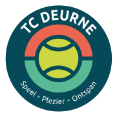 TC DEURNE
Speel • Plezier • Ontspan